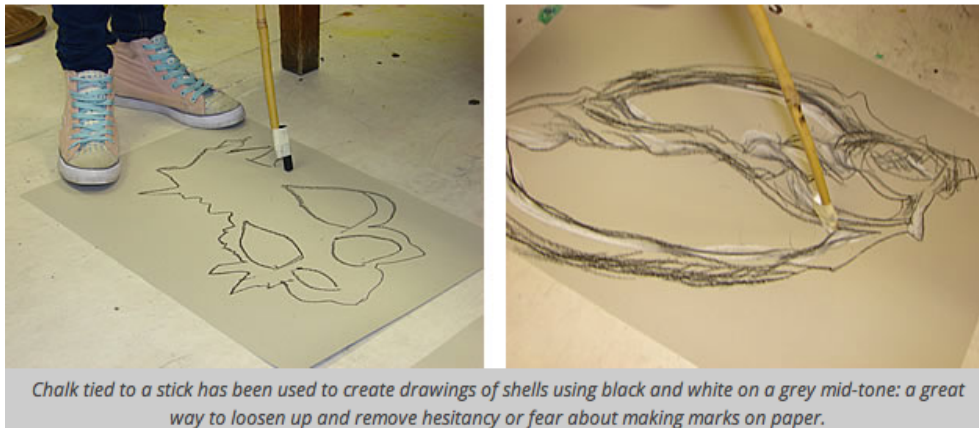 Chalk tied to a stick has been used to create drawings of shells using black and white on a grey mid-tone: a great
way to loosen up and remove hesitancy or fear about making marks on paper.